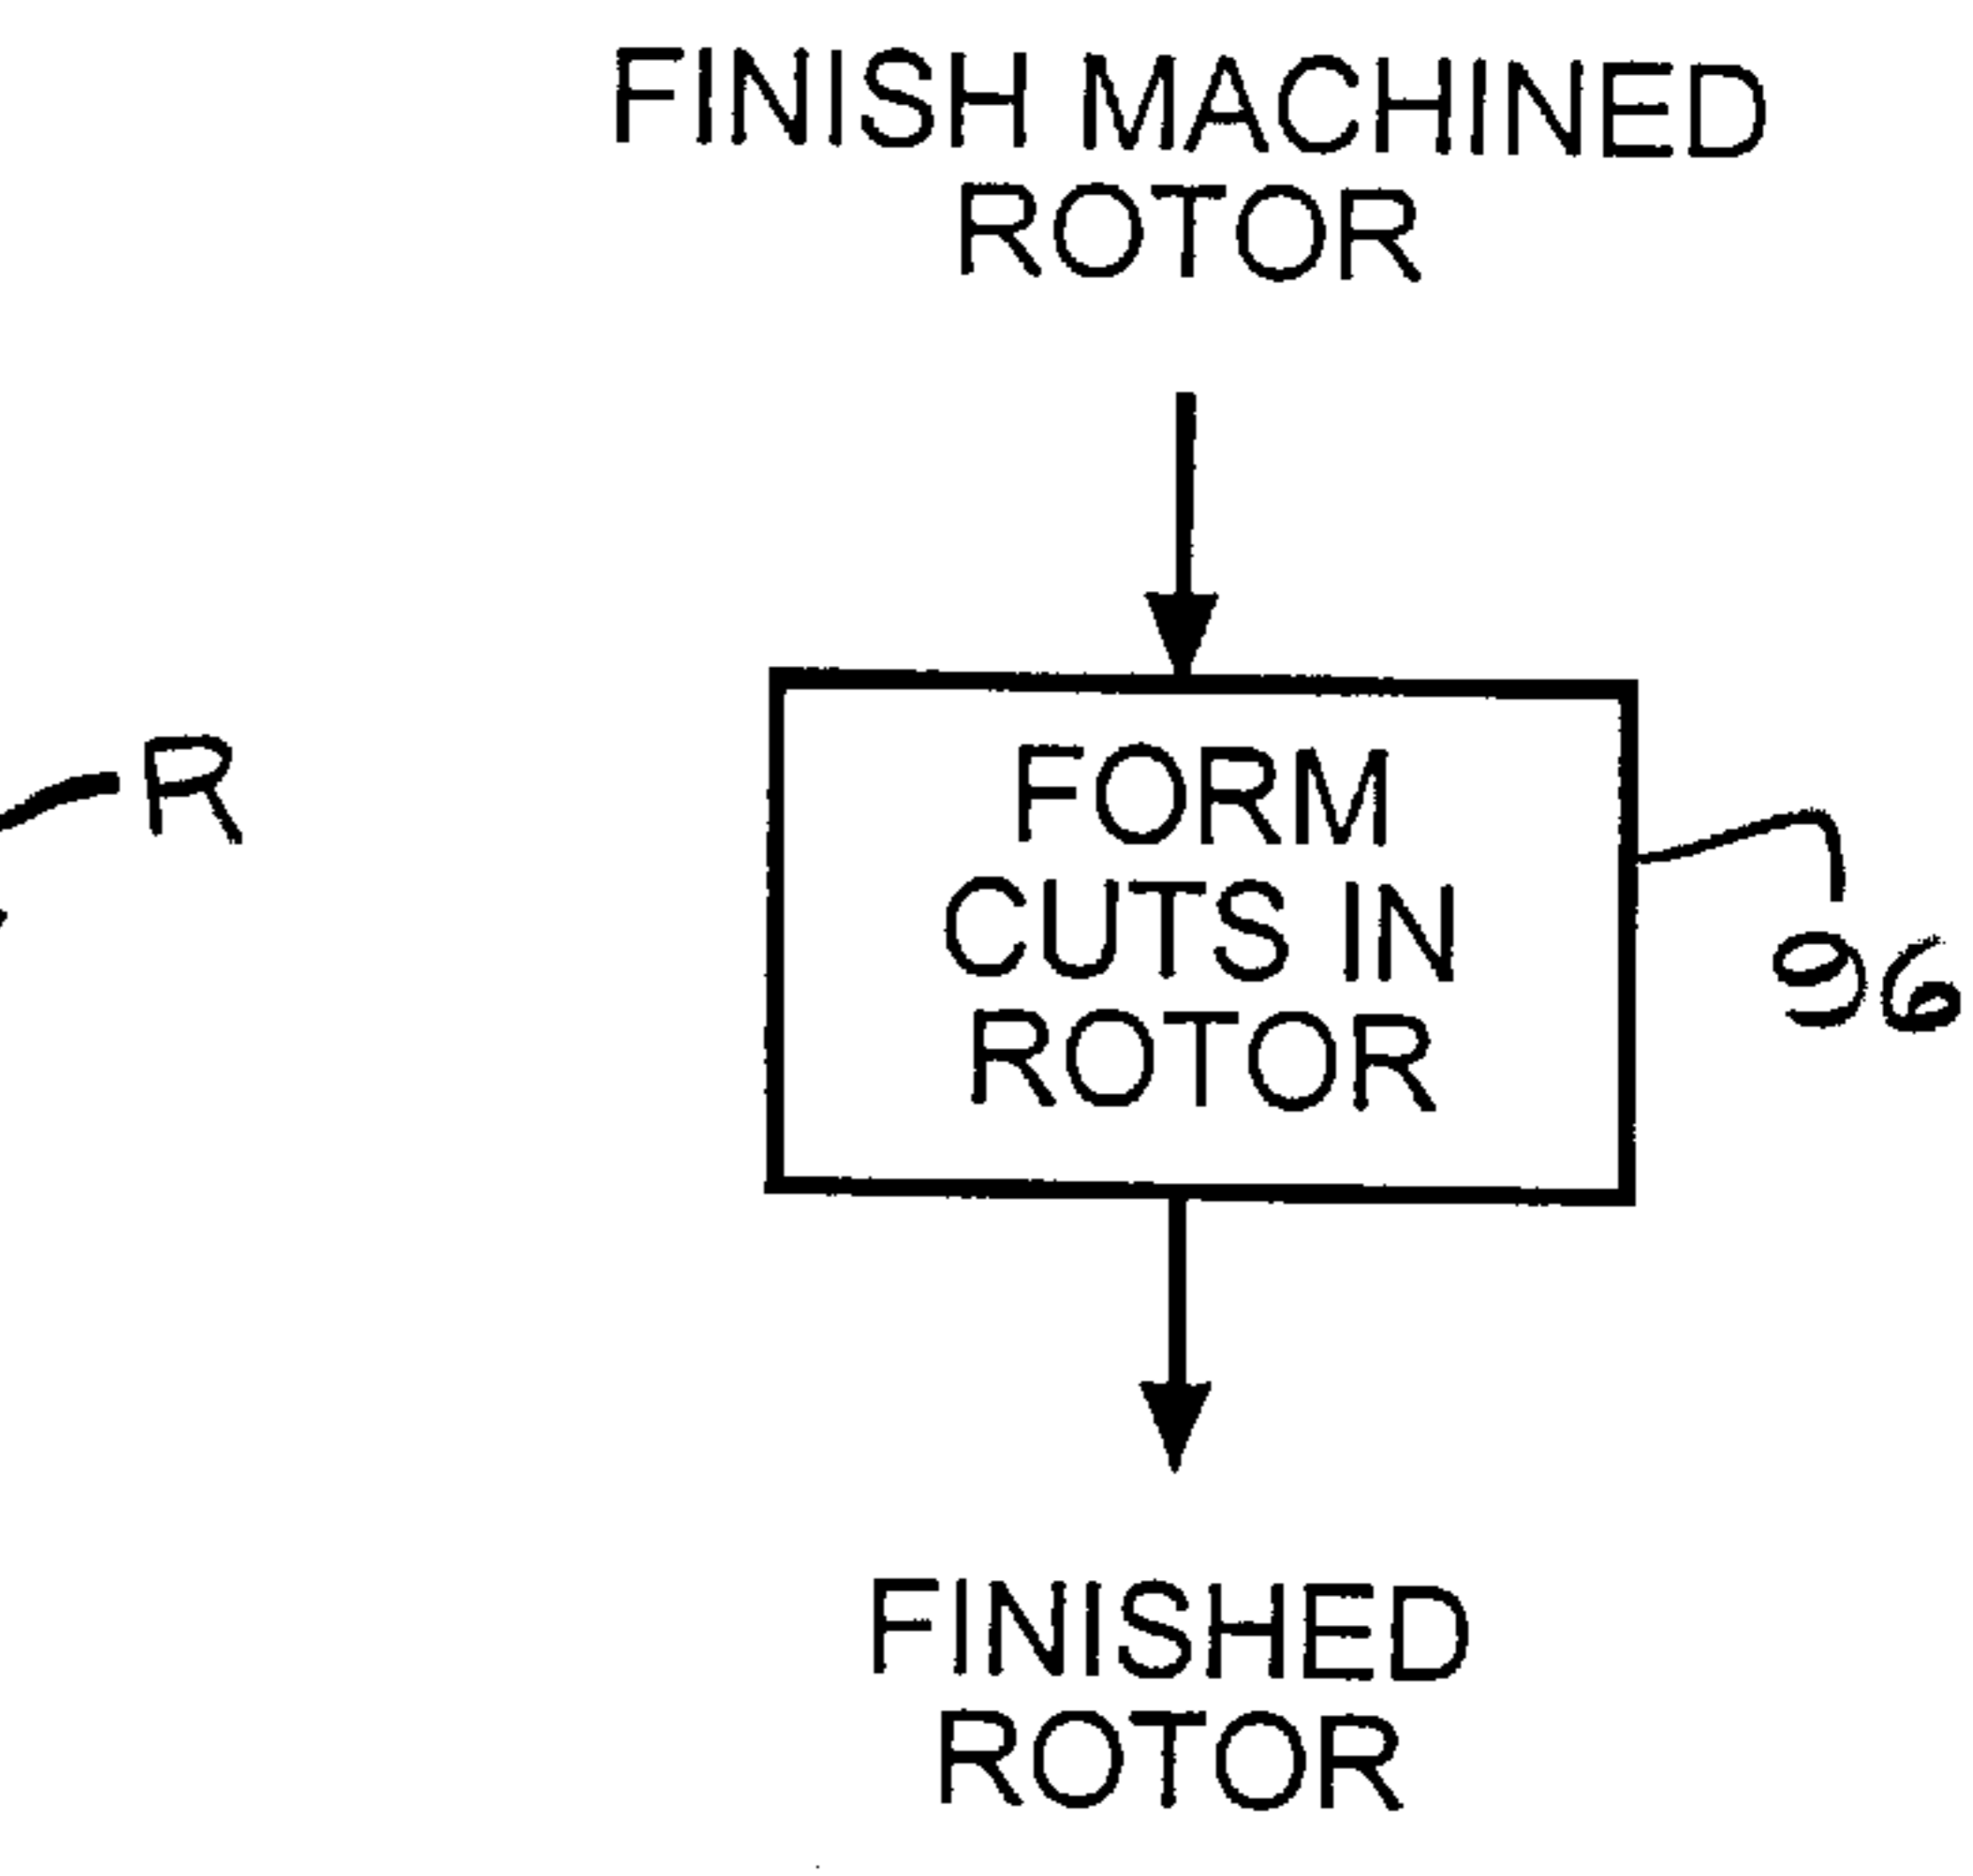 FINISH MACHINED
ROTOR
R
FORM
CUTS IN
ROTOR
96
FINISHED
ROTOR